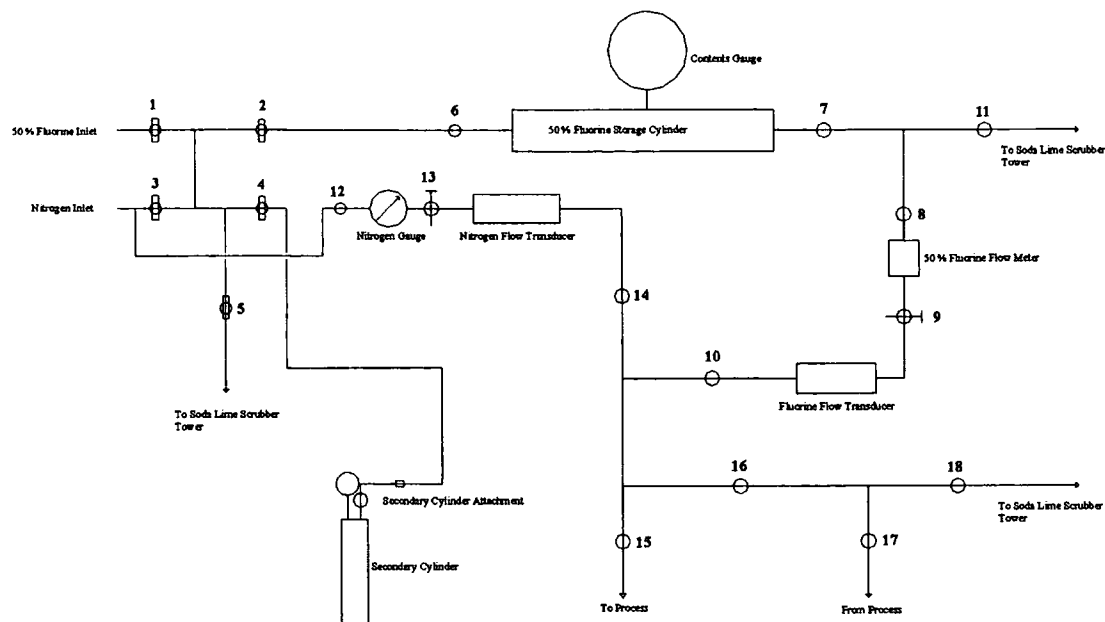 Contents Gauge
1
2
6
7
11
50% Fluorine Inlet
50% Fluorine Storage Cylinder
To Soda Lime Scrubber
Tower
3
4
12
13
8
Nitrogen Inlet
Nitrogen Gauge
Nitrogen Flow Transducer
50% Fluorine Flow Meter
5
14
9
10
Fluorine Flow Transducer
To Soda Lime Scrubber
Tower
16
18
Secondary Cylinder Attachment
To Soda Lime Scrubber
Tower
15
17
Secondary Cylinder
To Process
From Process